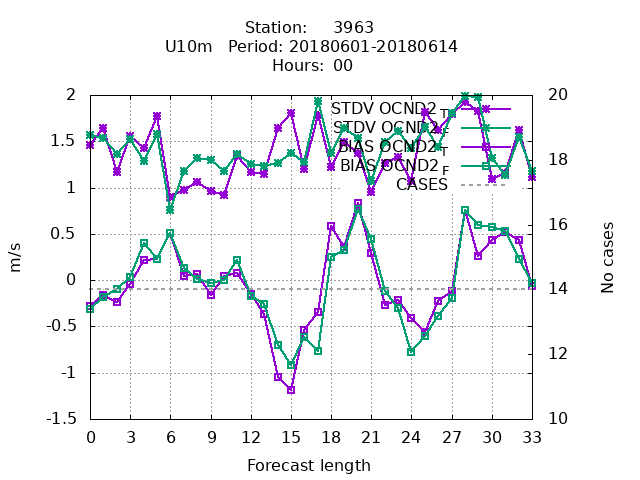 Station: 3963
U10m Period: 20180601-20180614
Hours: 00
STDV OCND2 T
STDV OCND2 F
BIAS OCND2 T
BIAS OCND2 F
CASES
2
1.5
1
0.5
0
-0.5
-1
-1.5
m/s
20
18
16
14
12
10
No cases
0 3 6 9 12 15 18 21 24 27 30 33
Forecast length